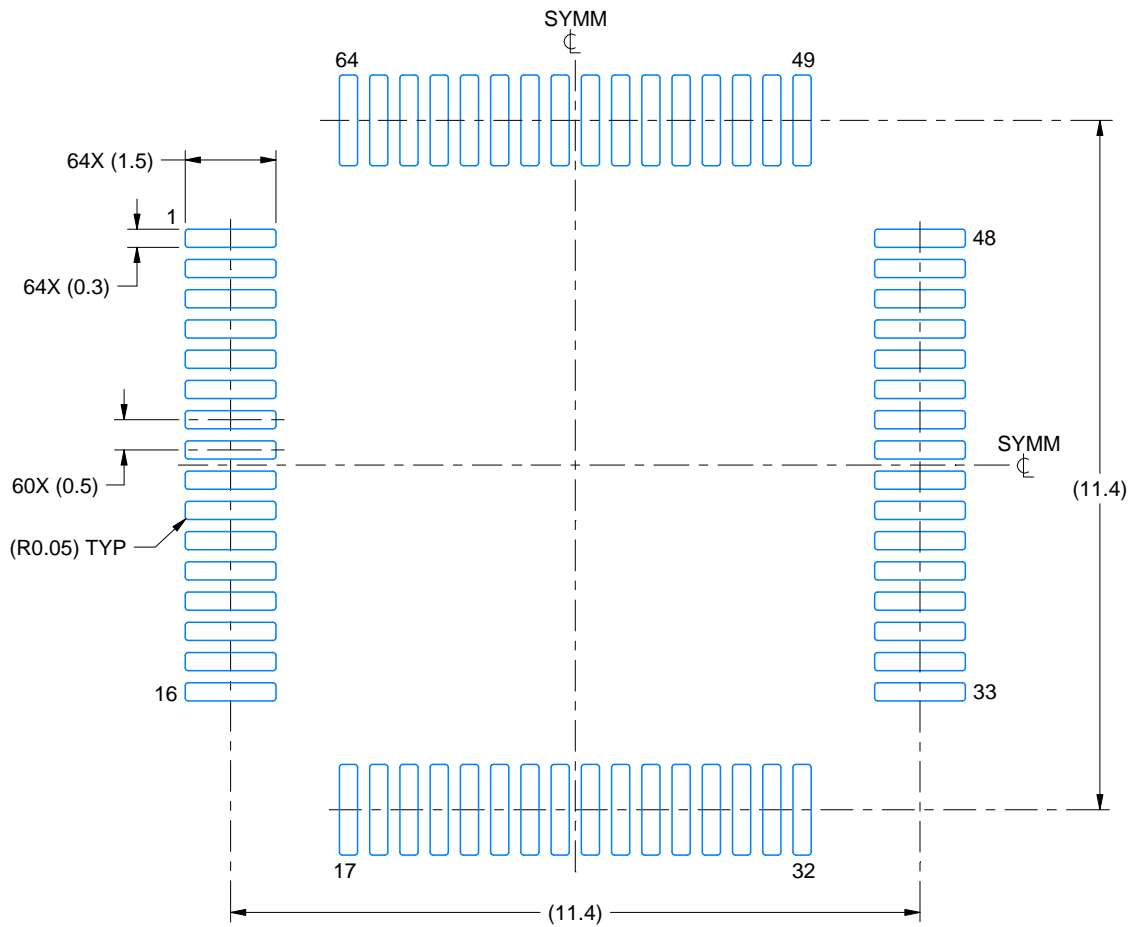 SYMM
℄
64
49
64X (1.5)
1
48
64X (0.3)
SYMM
℄
60X (0.5)
(11.4)
(R0.05) TYP
16
33
17
32
(11.4)